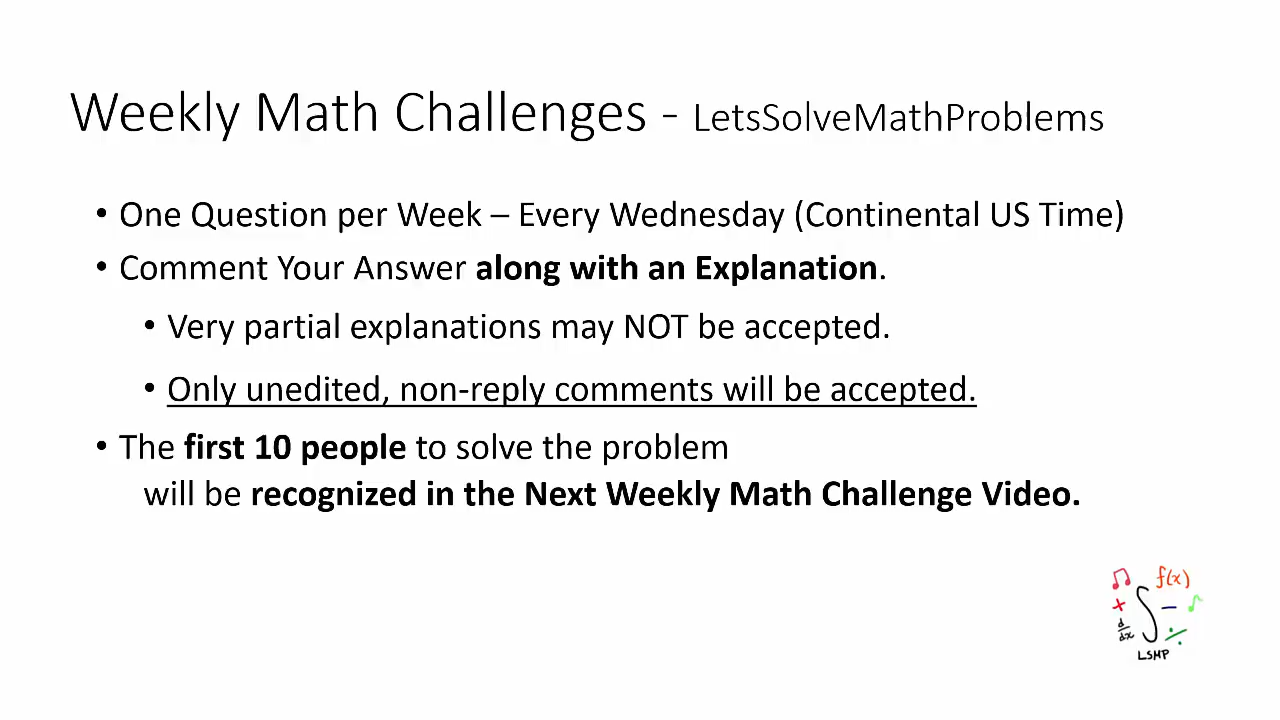 Weekly Math Challenges - LetsSolveMathProblems
• One Question per Week – Every Wednesday (Continental US Time)
• Comment Your Answer along with an Explanation.
• Very partial explanations may NOT be accepted.
• Only unedited, non-reply comments will be accepted.
• The first 10 people to solve the problem
will be recognized in the Next Weekly Math Challenge Video.
♫ f(x)
+ ∫ − ♪
d/dx ÷
LSMP